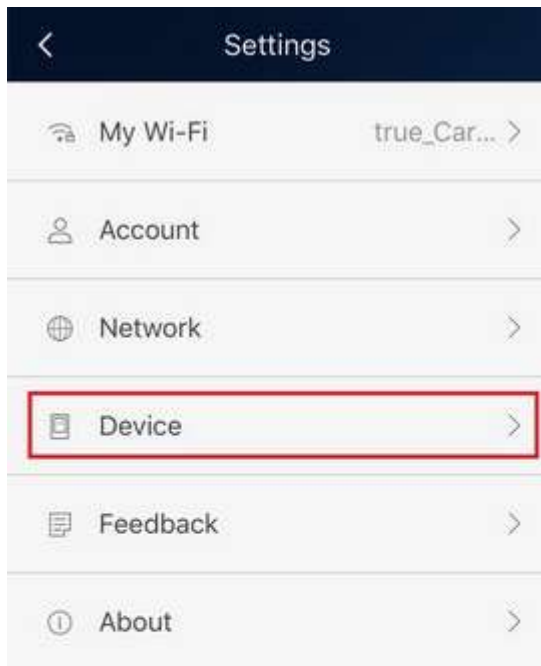 Settings
My Wi-Fi true_Car...
Account
Network
Device
Feedback
About